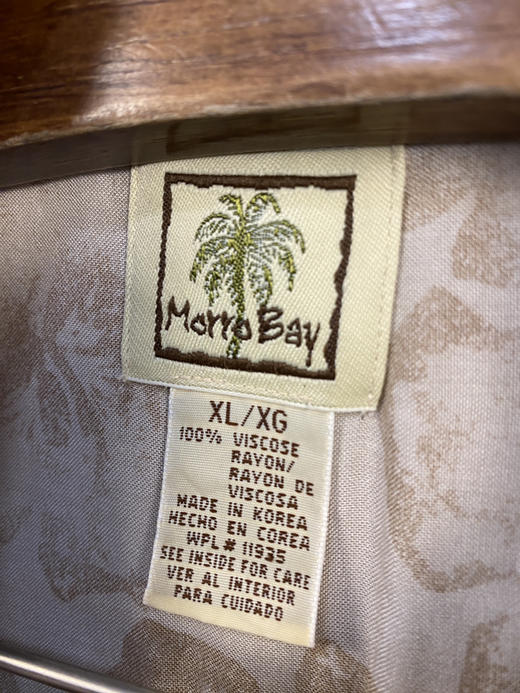 Morro Bay
XL/XG
100% VISCOSE
RAYON/
RAYON DE
VISCOSA
MADE IN KOREA
HECHO EN COREA
WPL# 11935
SEE INSIDE FOR CARE
VER AL INTERIOR
PARA CUIDADO